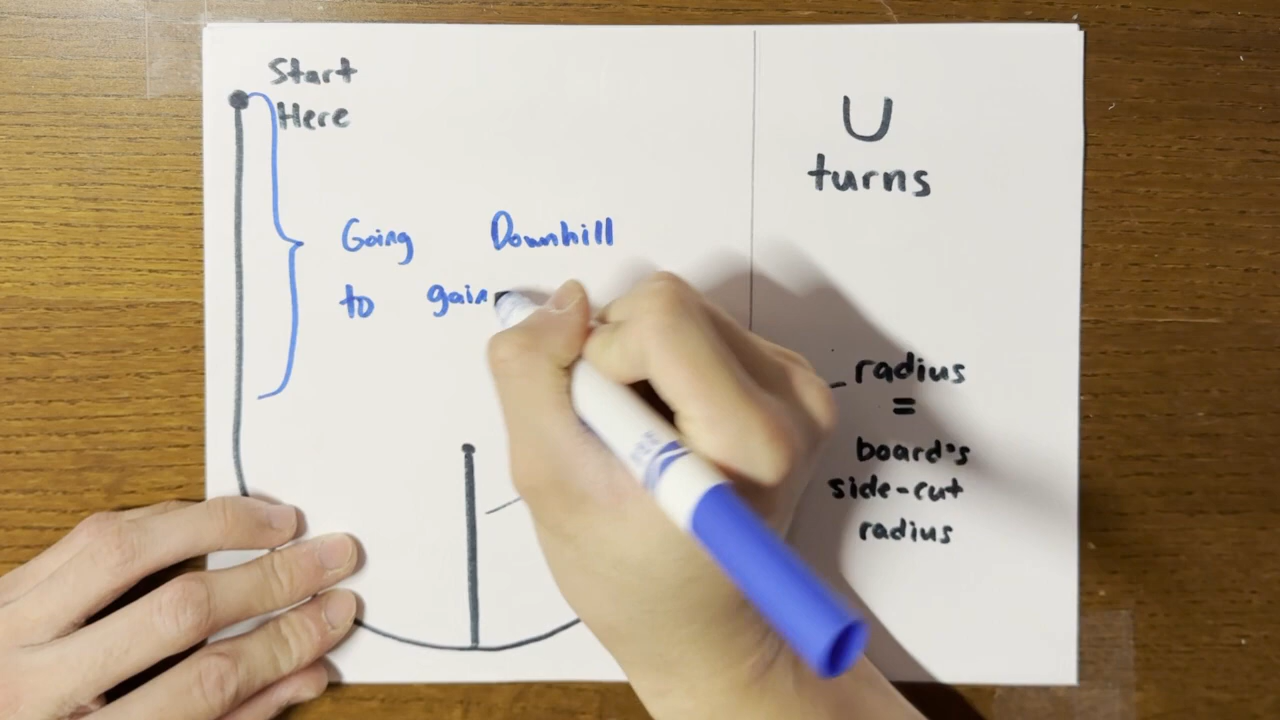 Start
Here
Going Downhill
to gain
U
turns
radius
=
board's
side-cut
radius